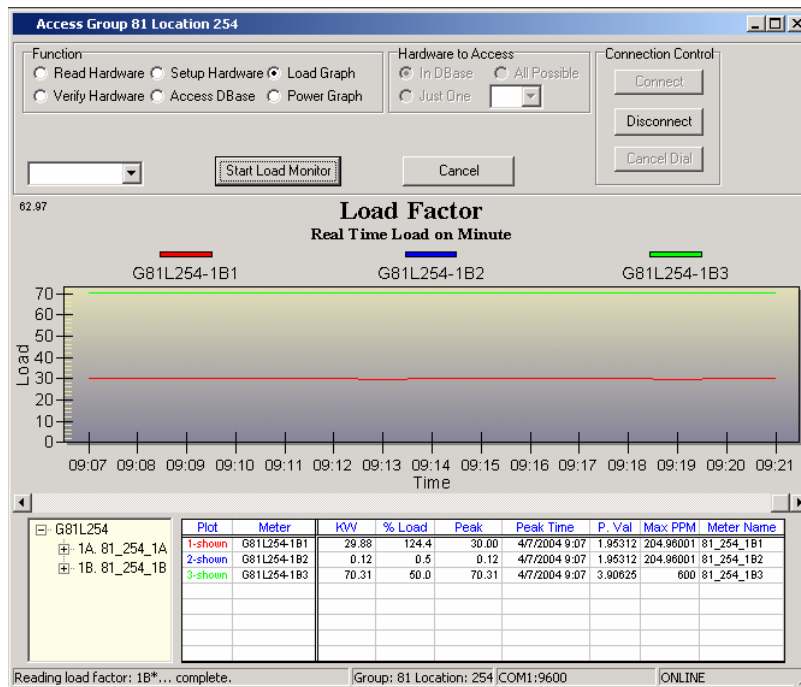 Access Group 81 Location 254
Function
Read Hardware Setup Hardware Load Graph
Verify Hardware Access DBase Power Graph
Hardware to Access
In DBase All Possible
Just One
Connection Control
Connect
Disconnect
Cancel Dial
Start Load Monitor Cancel
62.97
Load Factor
Real Time Load on Minute
G81L254-1B1 G81L254-1B2 G81L254-1B3
70
60
50
40
30
20
10
0
Load
09:07 09:08 09:09 09:10 09:11 09:12 09:13 09:14 09:15 09:16 09:17 09:18 09:19 09:20 09:21
Time
G81L254
1A. 81_254_1A
1B. 81_254_1B
Plot Meter KW % Load Peak Peak Time P. Val Max PPM Meter Name
1-shown G81L254-1B1 29.88 124.4 30.00 4/7/2004 9:07 1.95312 204.96001 81_254_1B1
2-shown G81L254-1B2 0.12 0.5 0.12 4/7/2004 9:07 1.95312 204.96001 81_254_1B2
3-shown G81L254-1B3 70.31 50.0 70.31 4/7/2004 9:07 3.90625 600 81_254_1B3
Reading load factor: 1B*... complete. Group: 81 Location: 254 COM1:9600 ONLINE